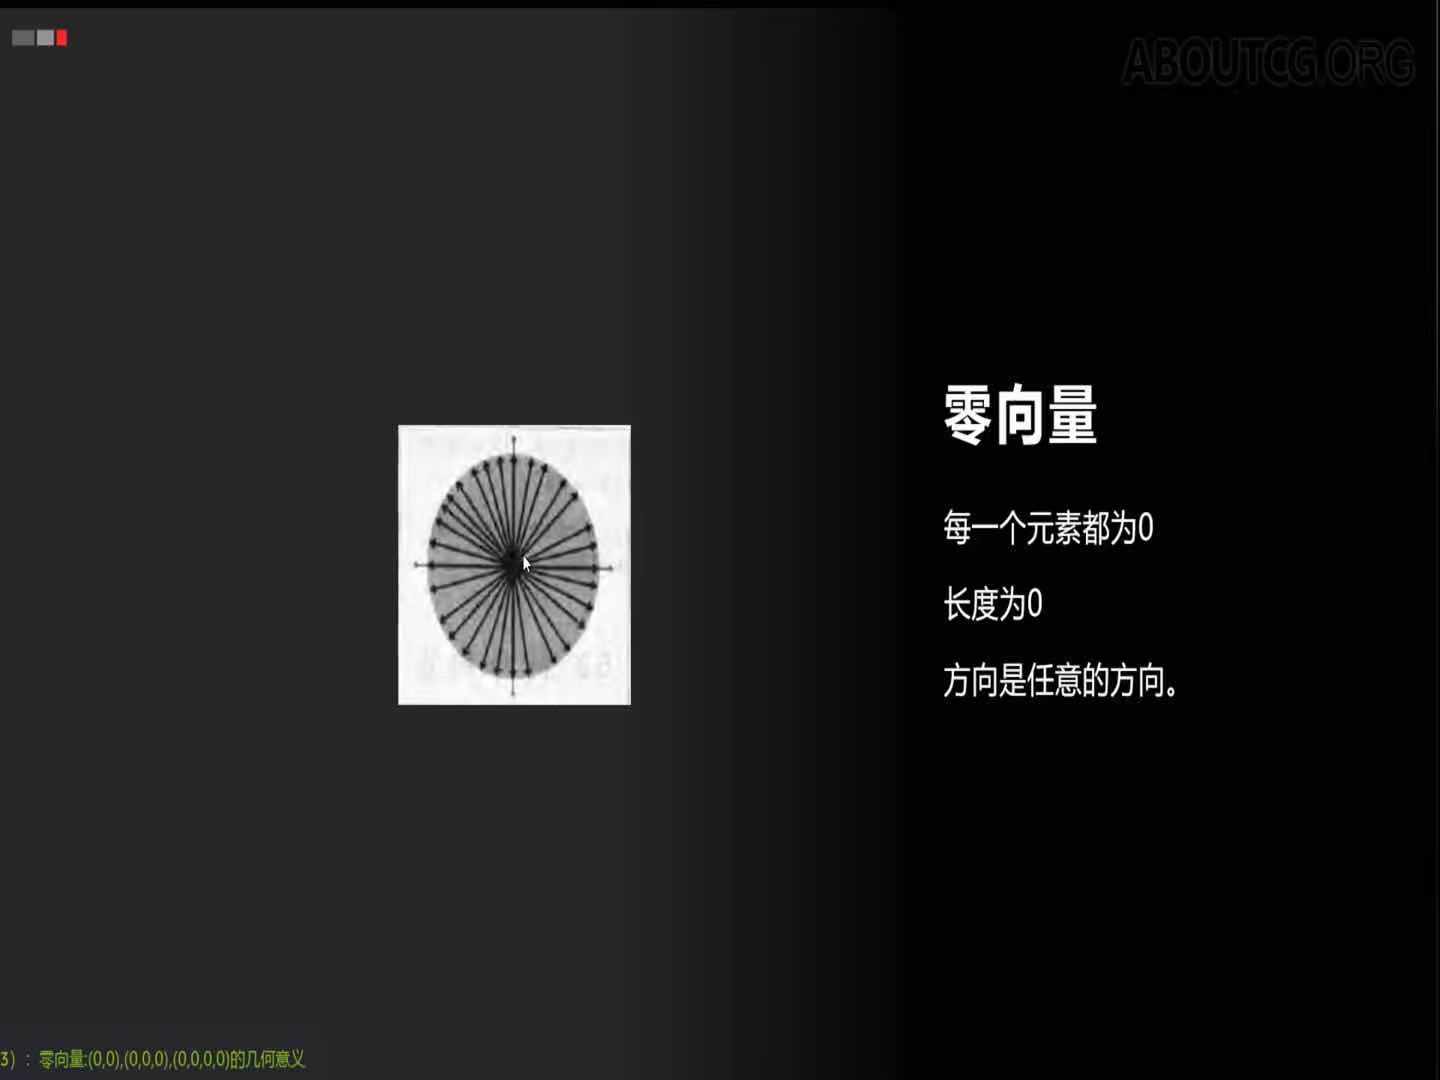 ABOUTCG.ORG
零向量
每一个元素都为0
长度为0
方向是任意的方向。
3）：零向量:(0,0),(0,0,0),(0,0,0,0)的几何意义